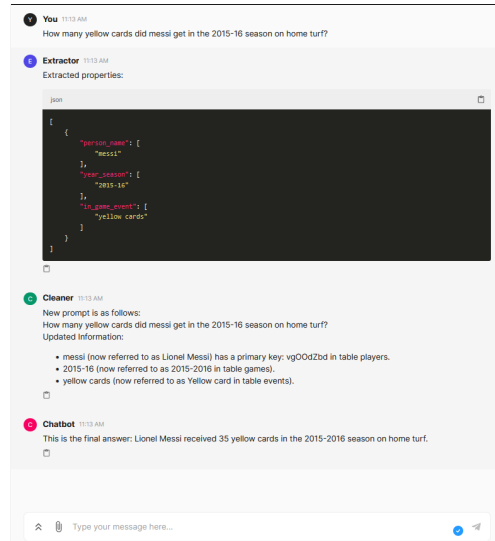 Y
You 11:13 AM
How many yellow cards did messi get in the 2015-16 season on home turf?
E
Extractor 11:13 AM
Extracted properties:
json
[
{
"person_name": [
"messi"
],
"year_season": [
"2015-16"
],
"in_game_event": [
"yellow cards"
]
}
]
C
Cleaner 11:13 AM
New prompt is as follows:
How many yellow cards did messi get in the 2015-16 season on home turf?
Updated Information:
• messi (now referred to as Lionel Messi) has a primary key: vgOOdZbd in table players.
• 2015-16 (now referred to as 2015-2016 in table games).
• yellow cards (now referred to as Yellow card in table events).
C
Chatbot 11:13 AM
This is the final answer: Lionel Messi received 35 yellow cards in the 2015-2016 season on home turf.
Type your message here...